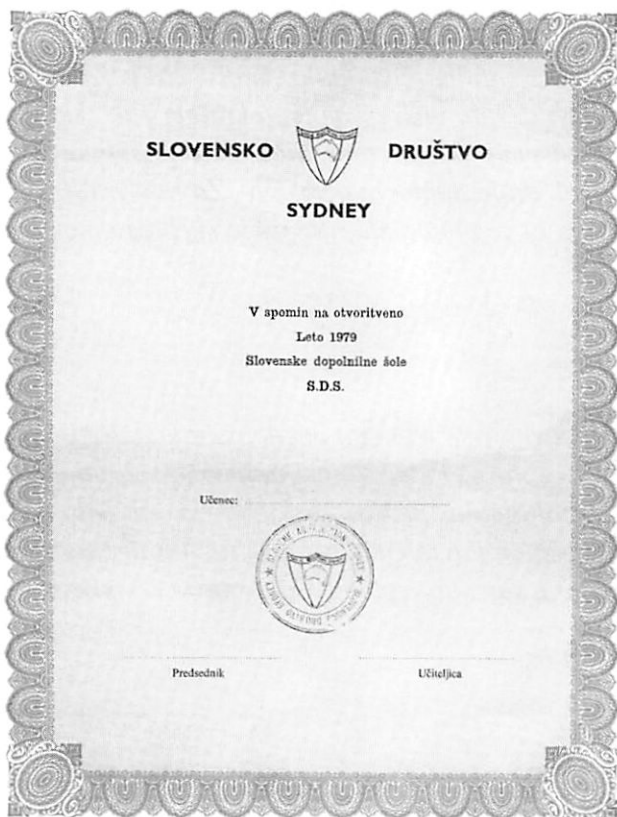 SLOVENSKO DRUŠTVO
SYDNEY
V spomin na otvoritveno
Leto 1979
Slovenske dopolnilne šole
S.D.S.
Učenec:
Predsednik
Učiteljica